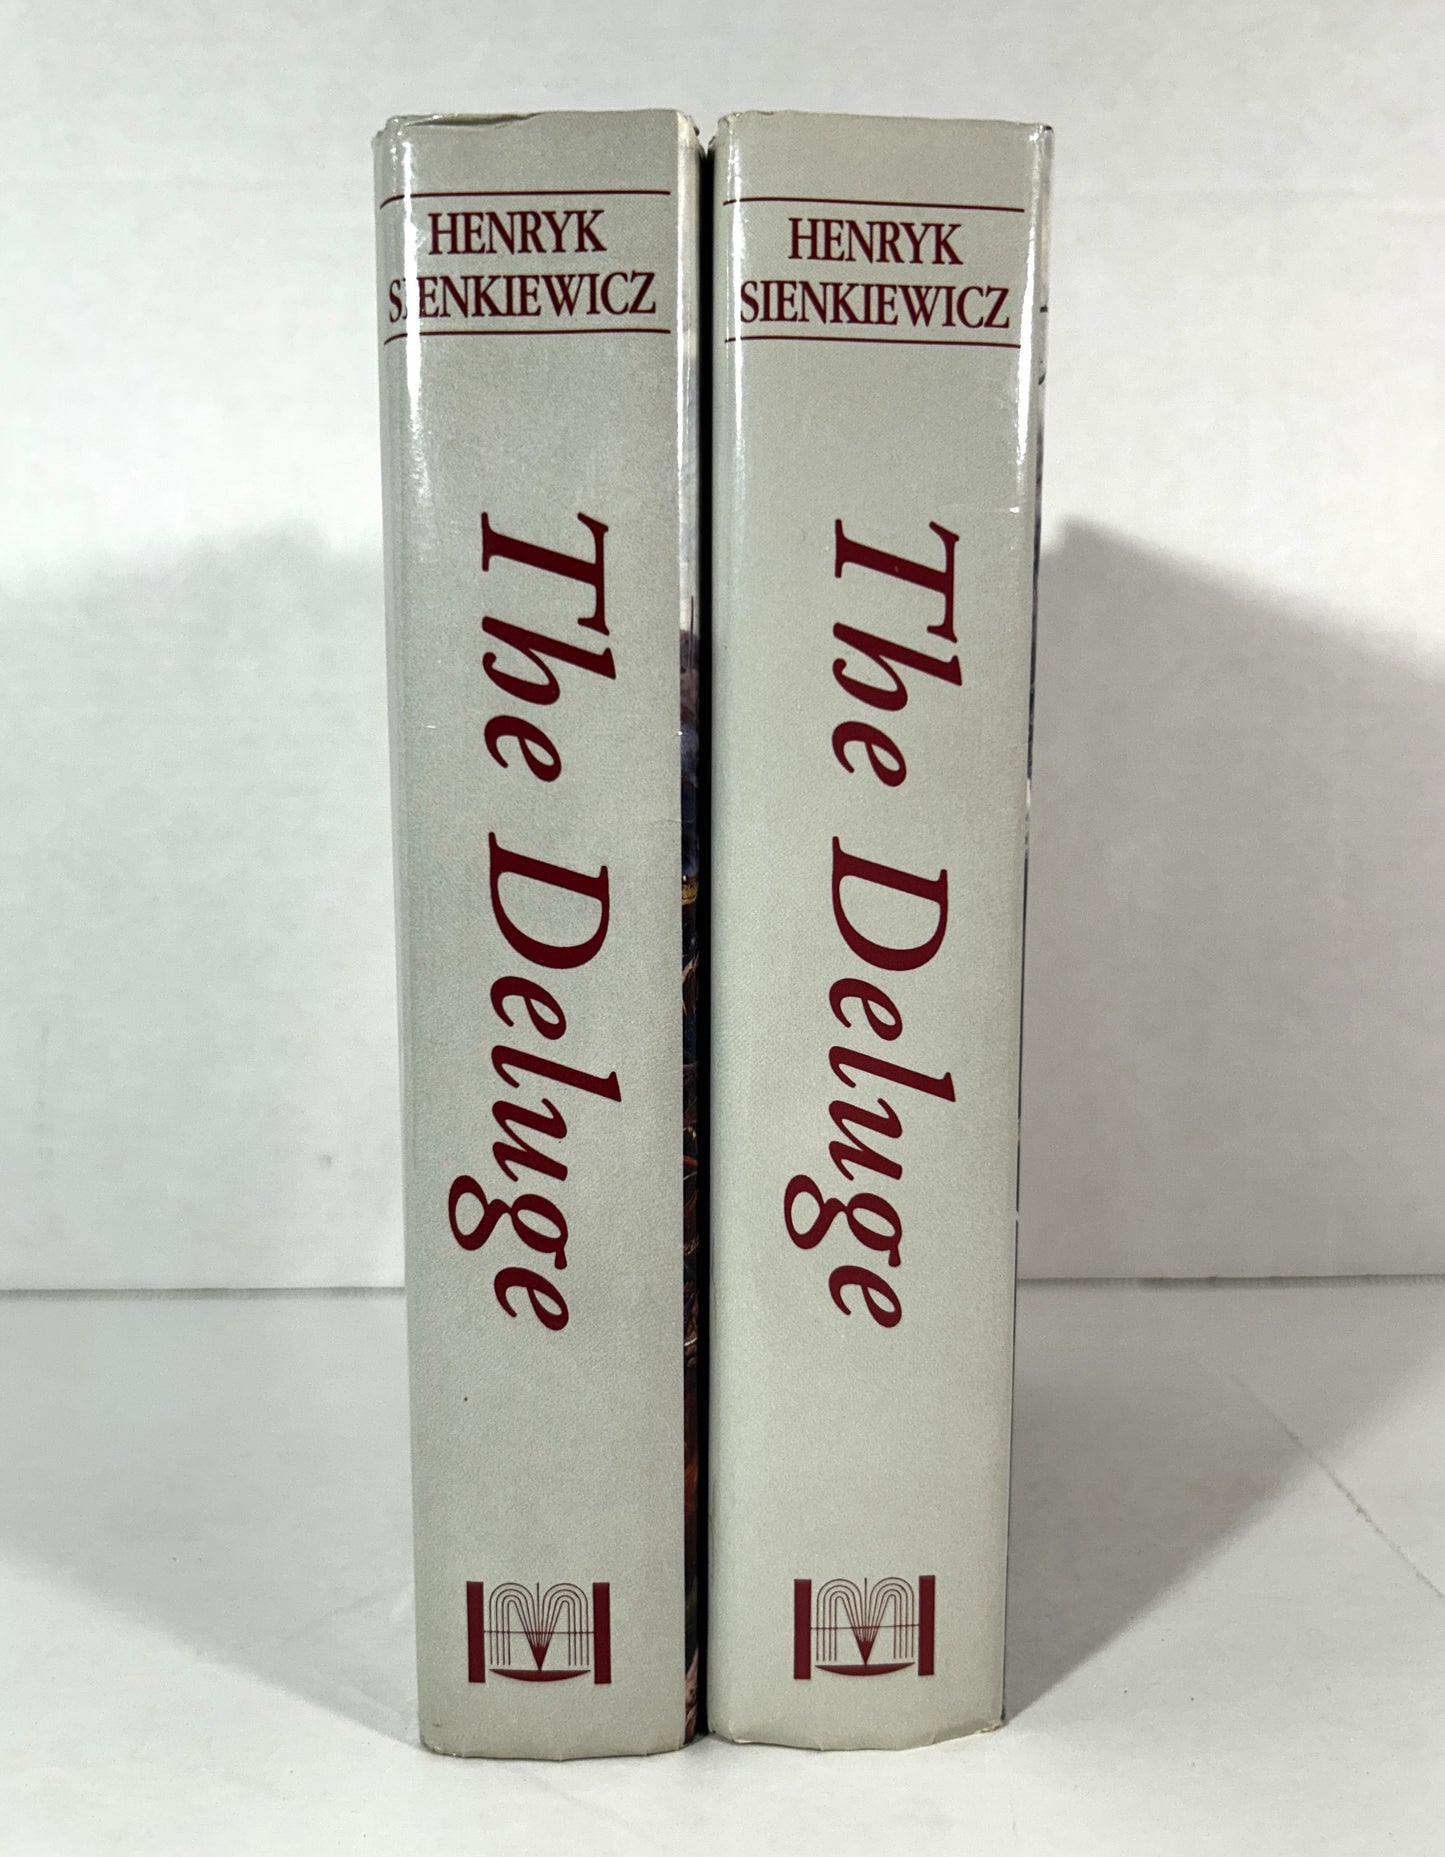 HENRYK
SIENKIEWICZ
The Deluge
HENRYK
SIENKIEWICZ
The Deluge